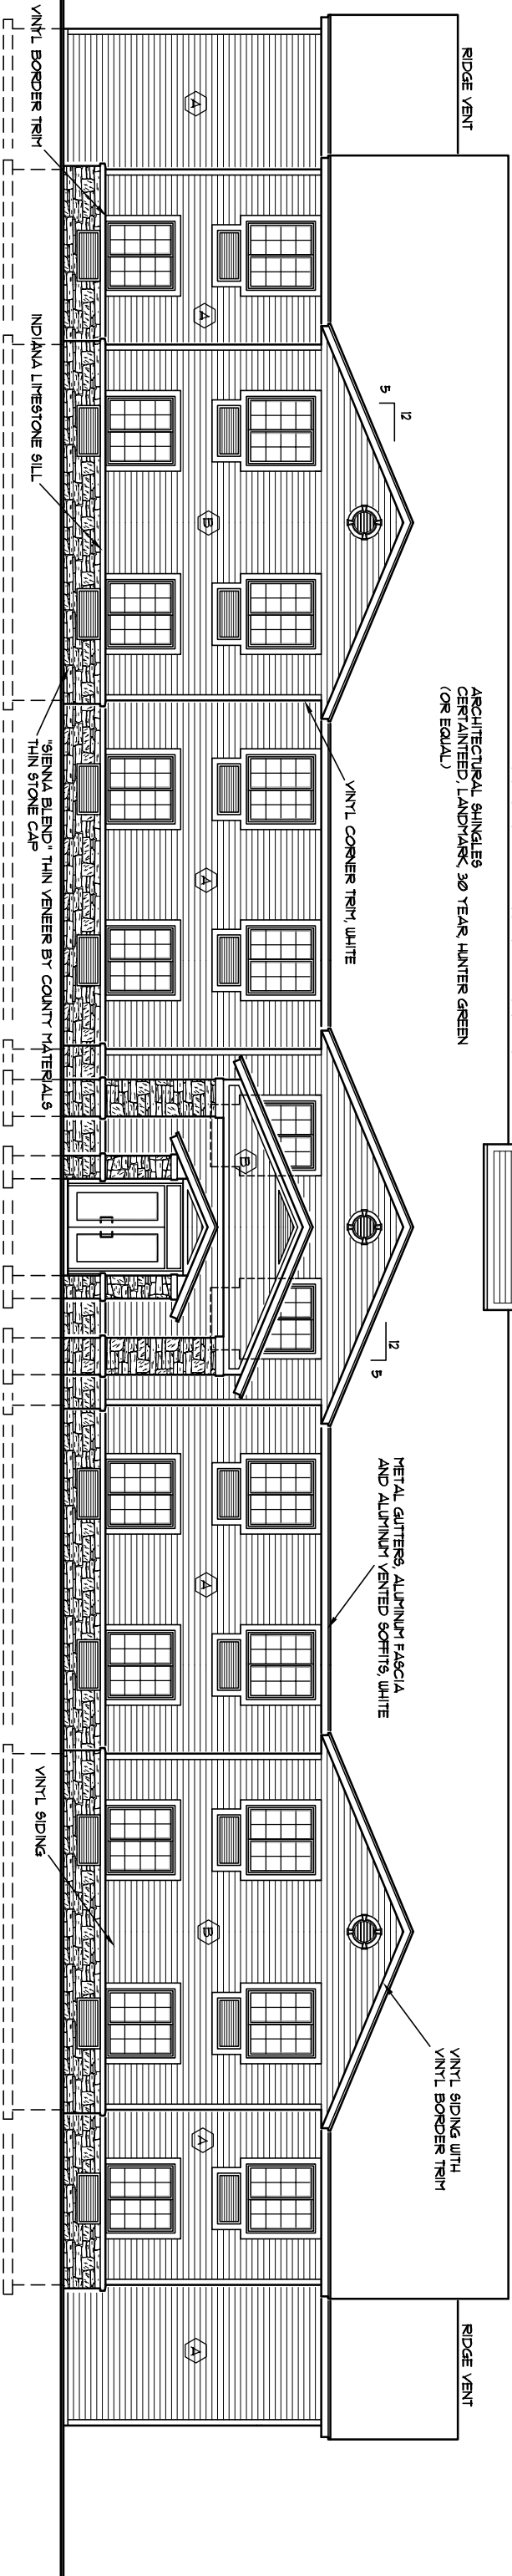 RIDGE VENT
ARCHITECTURAL SHINGLES
CERTAINTEED, LANDMARK, 30 YEAR, HUNTER GREEN
(OR EQUAL)
METAL GUTTERS, ALUMINUM FASCIA
AND ALUMINUM VENTED SOFFITS, WHITE
VINYL SIDING WITH
VINYL BORDER TRIM
RIDGE VENT
12
5
12
5
VINYL CORNER TRIM, WHITE
A
A
B
A
B
A
B
A
A
VINYL BORDER TRIM
INDIANA LIMESTONE SILL
"SIENNA BLEND" THIN VENEER BY COUNTY MATERIALS
THIN STONE CAP
VINYL SIDING